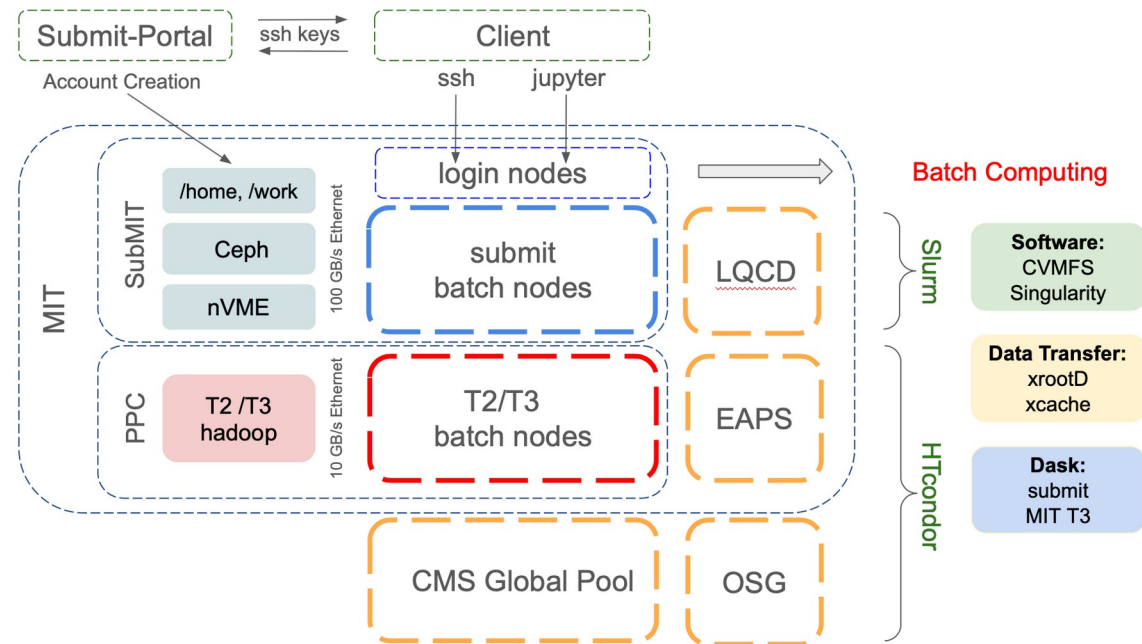 Submit-Portal
ssh keys
Client
Account Creation
ssh
jupyter
MIT
SubMIT
/home, /work
Ceph
nVME
100 GB/s Ethernet
login nodes
submit
batch nodes
LQCD
Batch Computing
Slurm
Software:
CVMFS
Singularity
PPC
T2 /T3
hadoop
10 GB/s Ethernet
T2/T3
batch nodes
EAPS
HTcondor
Data Transfer:
xrootD
xcache
Dask:
submit
MIT T3
CMS Global Pool
OSG